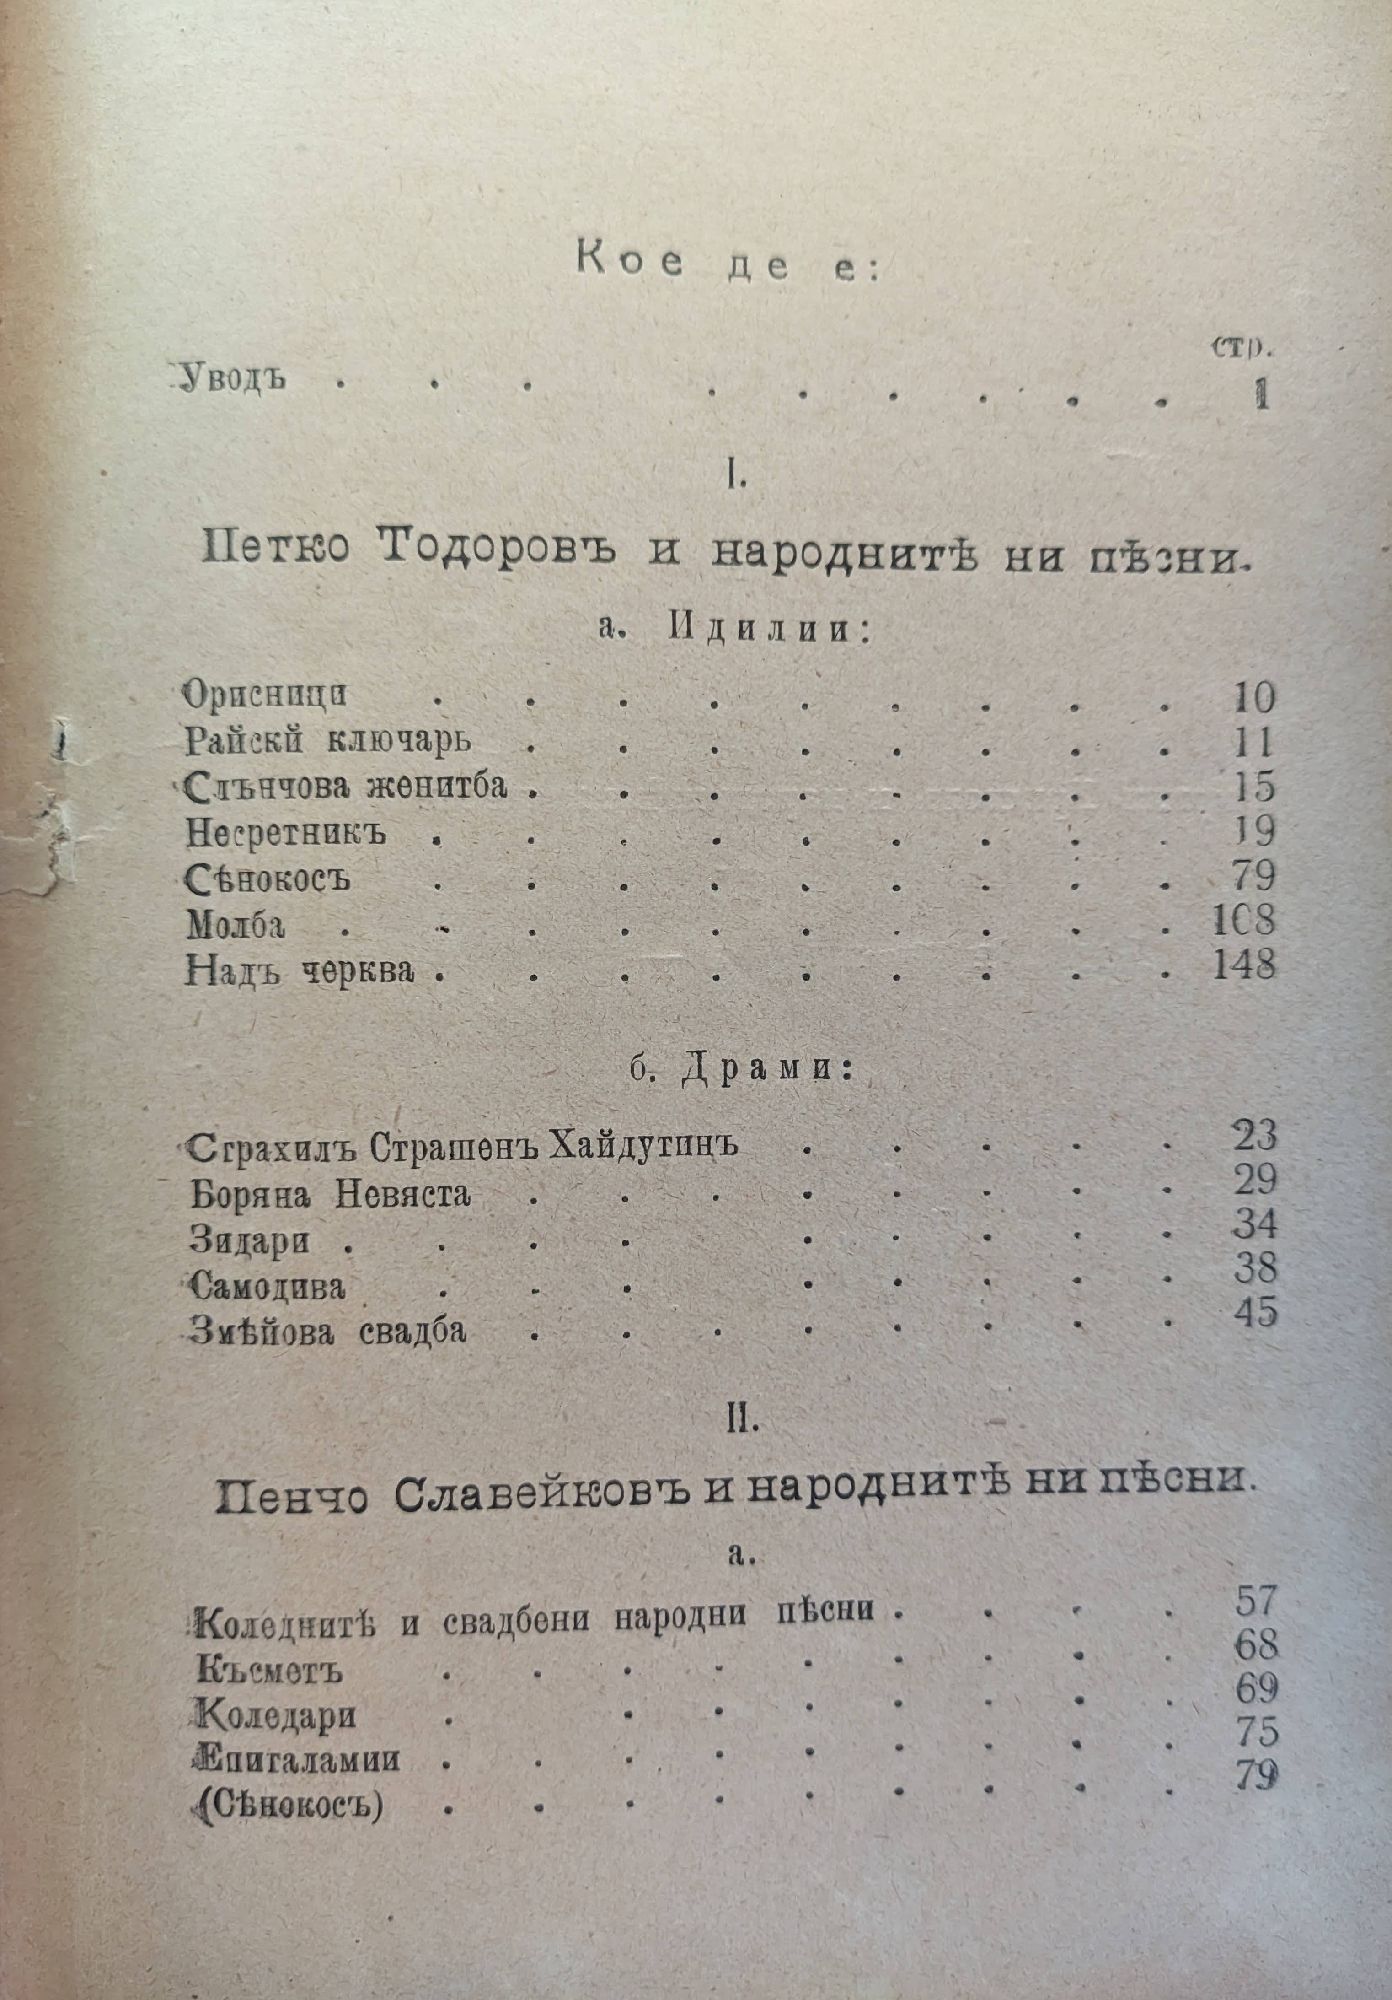 Кое де е:
стр.
Уводъ . . . . . . . . . 1
I.
Петко Тодоровъ и народнитѣ ни пѣсни.
а. Идилии:
Орисници . . . . . . . . . 10
Райскй ключарь . . . . . . . . 11
Слънчова женитба . . . . . . . . 15
Несретникъ . . . . . . . . . 19
Сѣнокосъ . . . . . . . . . 79
Молба . . . . . . . . . . 108
Надъ черква . . . . . . . . . 148
б. Драми:
Страхилъ Страшенъ Хайдутинъ . . . . . 23
Боряна Невяста . . . . . . . . 29
Зидари . . . . . . . . . 34
Самодива . . . . . . . . 38
Змѣйова свадба . . . . . . . . 45
II.
Пенчо Славейковъ и народнитѣ ни пѣсни.
а.
Коледнитѣ и свадбени народни пѣсни . . . . 57
Късметъ . . . . . . . . . 68
Коледари . . . . . . . . 69
Епиталамии . . . . . . . . . 75
(Сѣнокосъ) . . . . . . . . . 79